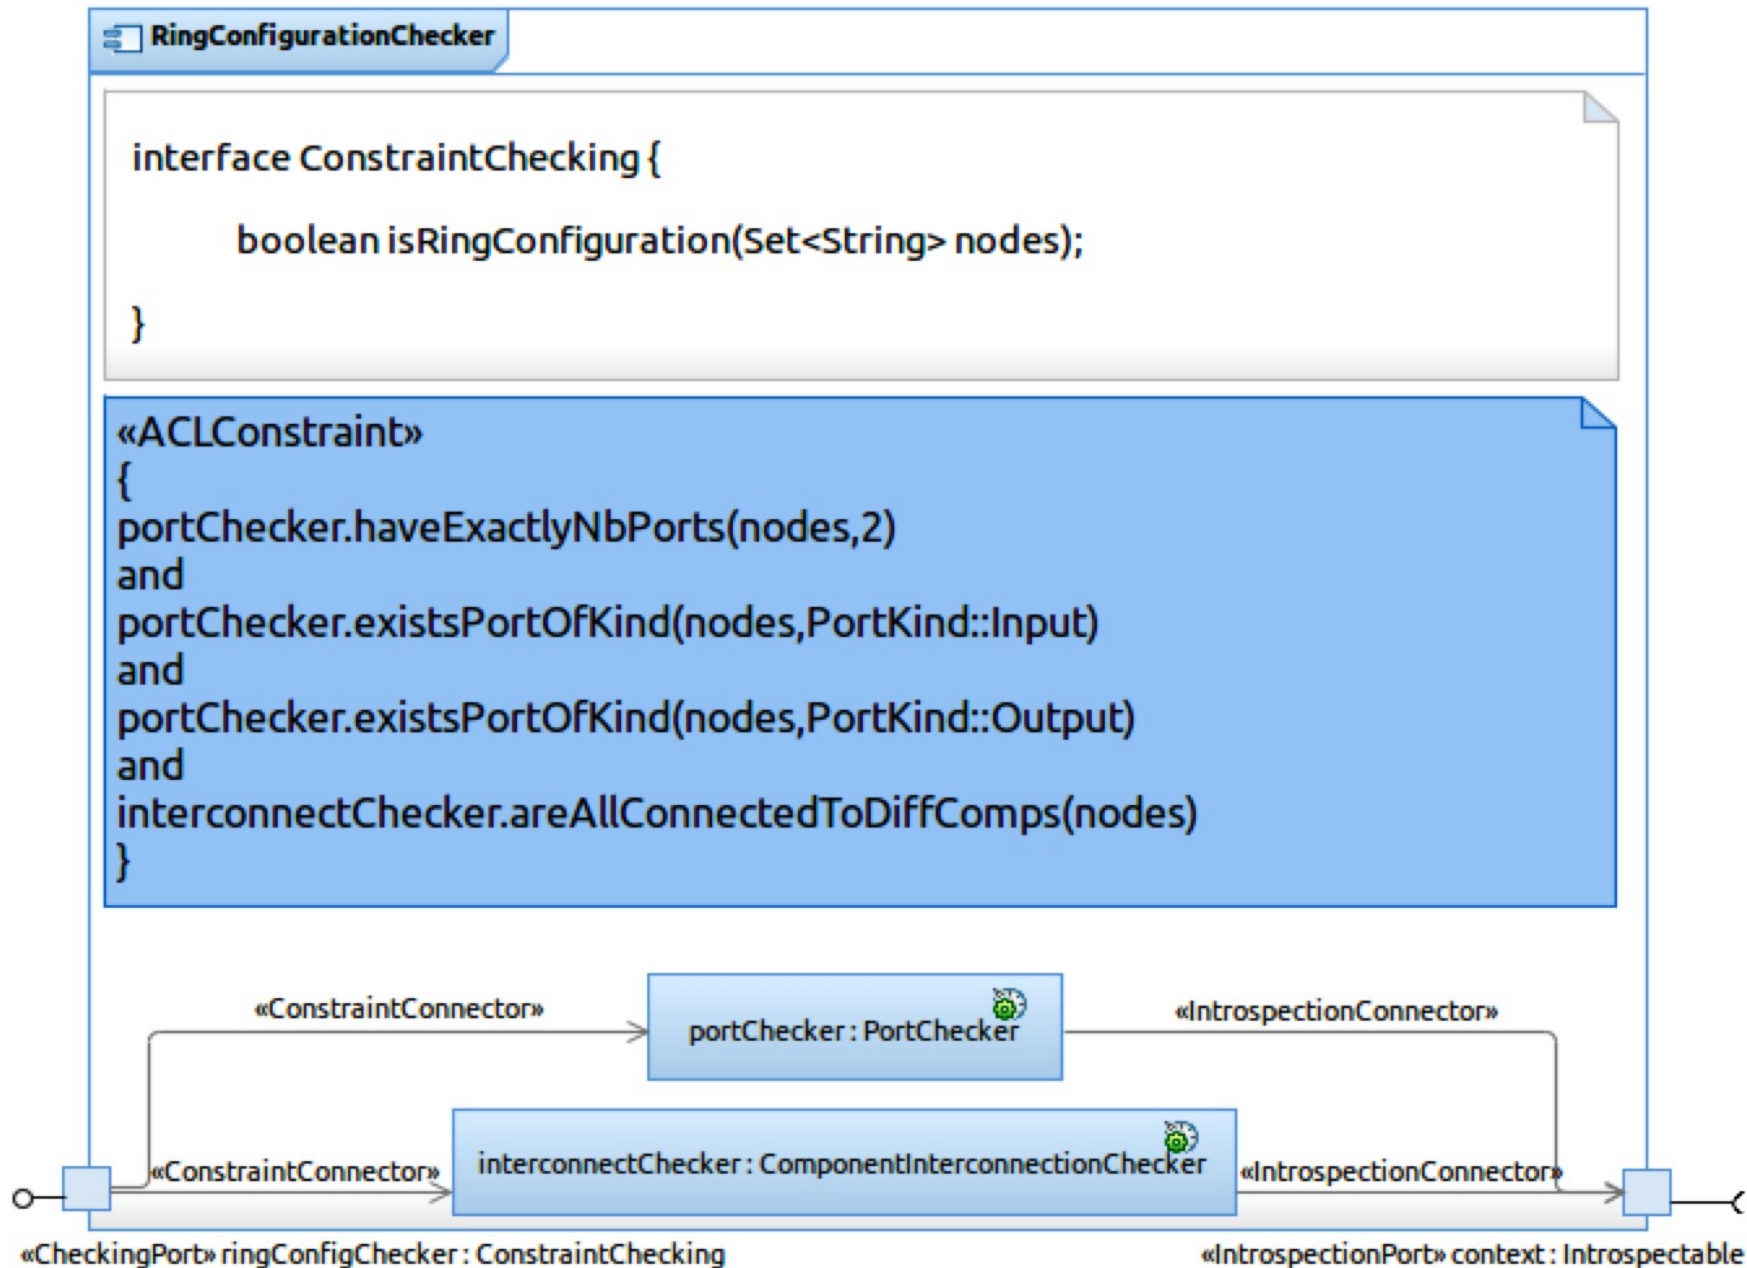 RingConfigurationChecker
interface ConstraintChecking {
boolean isRingConfiguration(Set<String> nodes);
}
«ACLConstraint»
{
portChecker.haveExactlyNbPorts(nodes,2)
and
portChecker.existsPortOfKind(nodes,PortKind::Input)
and
portChecker.existsPortOfKind(nodes,PortKind::Output)
and
interconnectChecker.areAllConnectedToDiffComps(nodes)
}
«ConstraintConnector»
portChecker : PortChecker
«IntrospectionConnector»
«ConstraintConnector»
interconnectChecker : ComponentInterconnectionChecker
«IntrospectionConnector»
«CheckingPort» ringConfigChecker : ConstraintChecking
«IntrospectionPort» context : Introspectable